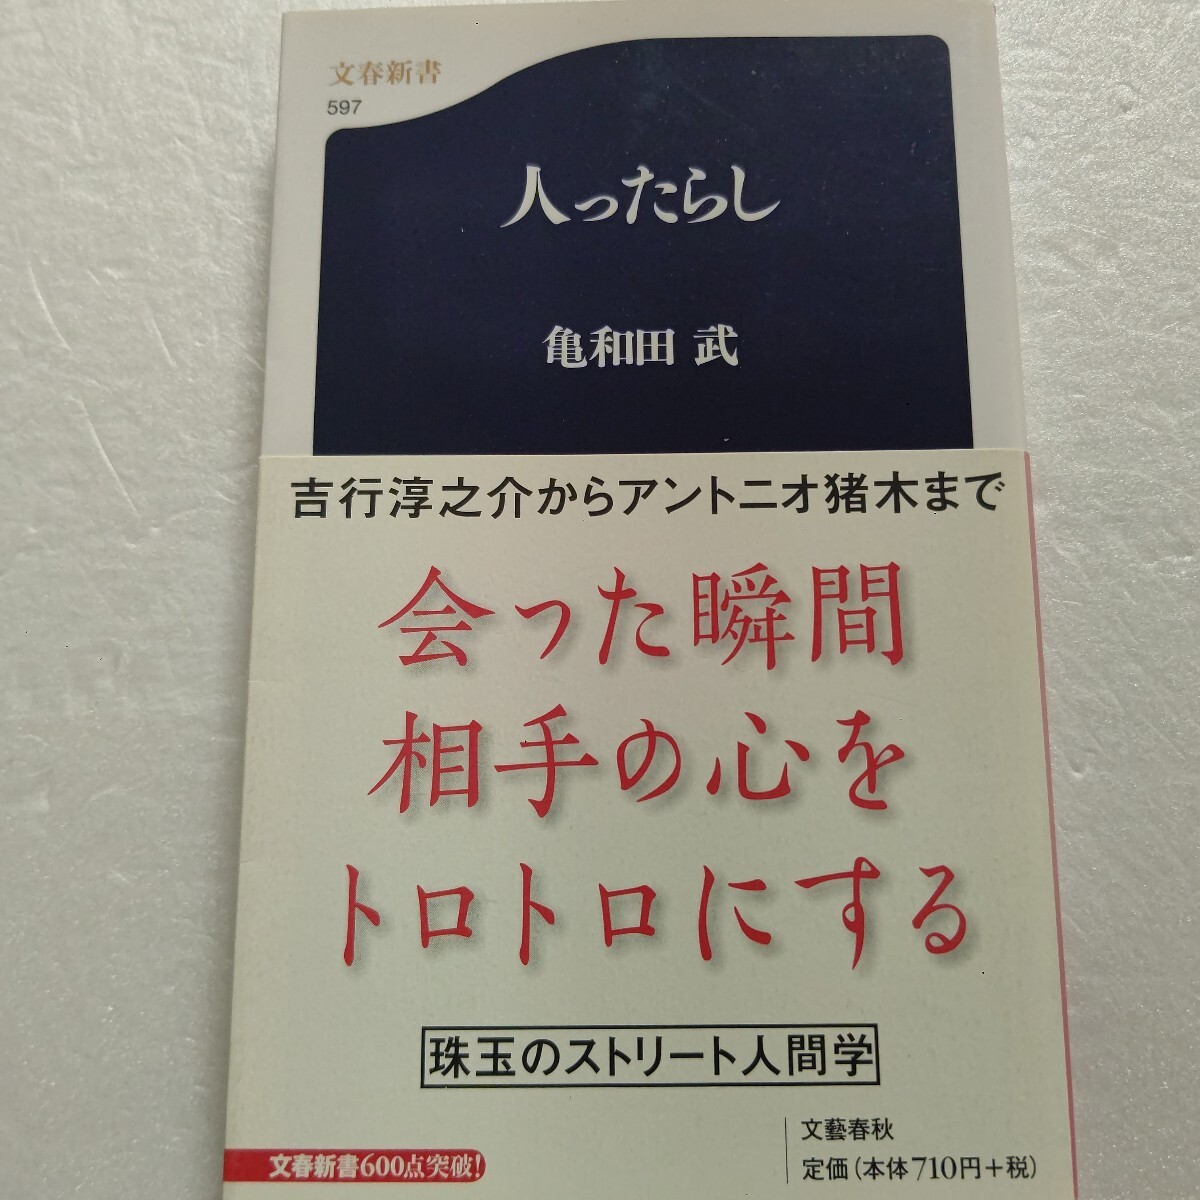 文春新書
597
人ったらし
亀和田 武
吉行淳之介からアントニオ猪木まで
会った瞬間
相手の心を
トロトロにする
珠玉のストリート人間学
文藝春秋
定価(本体710円+税)
文春新書600点突破!